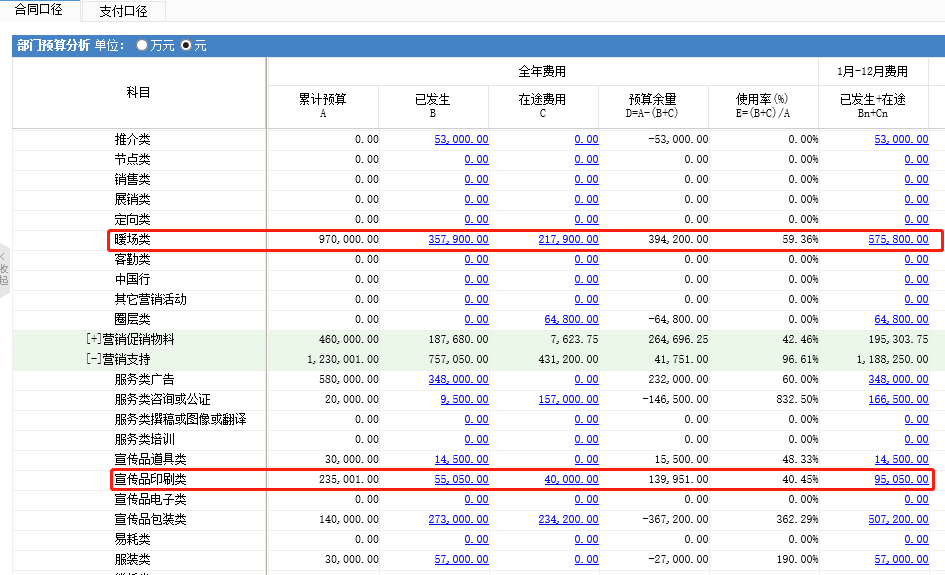 合同口径 支付口径
部门预算分析 单位: 万元 元
科目 全年费用 1月-12月费用
累计预算 已发生 在途费用 预算余量 使用率(%) 已发生+在途
A B C D=A-(B+C) E=(B+C)/A Bn+Cn
推介类 0.00 53,000.00 0.00 -53,000.00 0.00% 53,000.00
节点类 0.00 0.00 0.00 0.00 0.00% 0.00
销售类 0.00 0.00 0.00 0.00 0.00% 0.00
展销类 0.00 0.00 0.00 0.00 0.00% 0.00
定向类 0.00 0.00 0.00 0.00 0.00% 0.00
暖场类 970,000.00 357,900.00 217,900.00 394,200.00 59.36% 575,800.00
客勤类 0.00 0.00 0.00 0.00 0.00% 0.00
中国行 0.00 0.00 0.00 0.00 0.00% 0.00
其它营销活动 0.00 0.00 0.00 0.00 0.00% 0.00
圈层类 0.00 0.00 64,800.00 -64,800.00 0.00% 64,800.00
[+]营销促销物料 460,000.00 187,680.00 7,623.75 264,696.25 42.46% 195,303.75
[-]营销支持 1,230,001.00 757,050.00 431,200.00 41,751.00 96.61% 1,188,250.00
服务类广告 580,000.00 348,000.00 0.00 232,000.00 60.00% 348,000.00
服务类咨询或公证 20,000.00 9,500.00 157,000.00 -146,500.00 832.50% 166,500.00
服务类撰稿或图像或翻译 0.00 0.00 0.00 0.00 0.00% 0.00
服务类培训 0.00 0.00 0.00 0.00 0.00% 0.00
宣传品道具类 30,000.00 14,500.00 0.00 15,500.00 48.33% 14,500.00
宣传品印刷类 235,001.00 55,050.00 40,000.00 139,951.00 40.45% 95,050.00
宣传品电子类 0.00 0.00 0.00 0.00 0.00% 0.00
宣传品包装类 140,000.00 273,000.00 234,200.00 -367,200.00 362.29% 507,200.00
易耗类 0.00 0.00 0.00 0.00 0.00% 0.00
服装类 30,000.00 57,000.00 0.00 -27,000.00 190.00% 57,000.00
收起